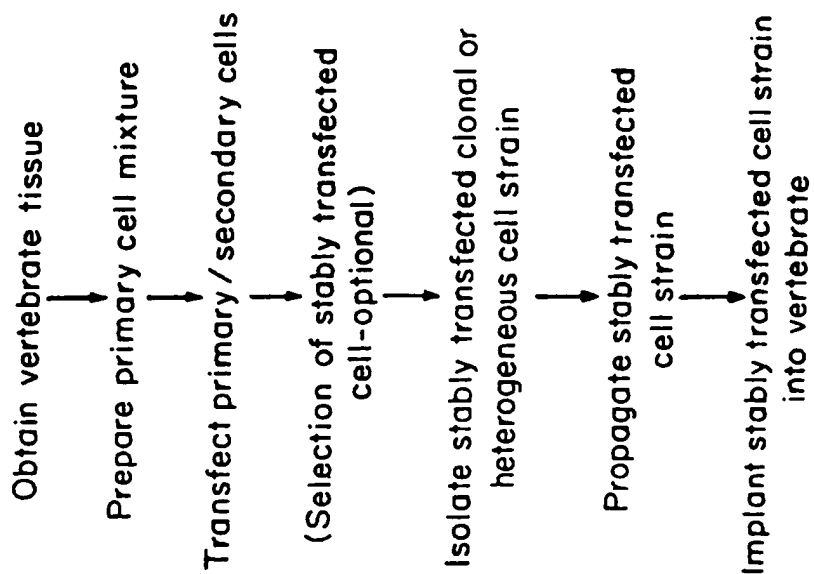 Obtain vertebrate tissue
Prepare primary cell mixture
Transfect primary/secondary cells
(Selection of stably transfected
cell-optional)
Isolate stably transfected clonal or
heterogeneous cell strain
Propagate stably transfected
cell strain
Implant stably transfected cell strain
into vertebrate